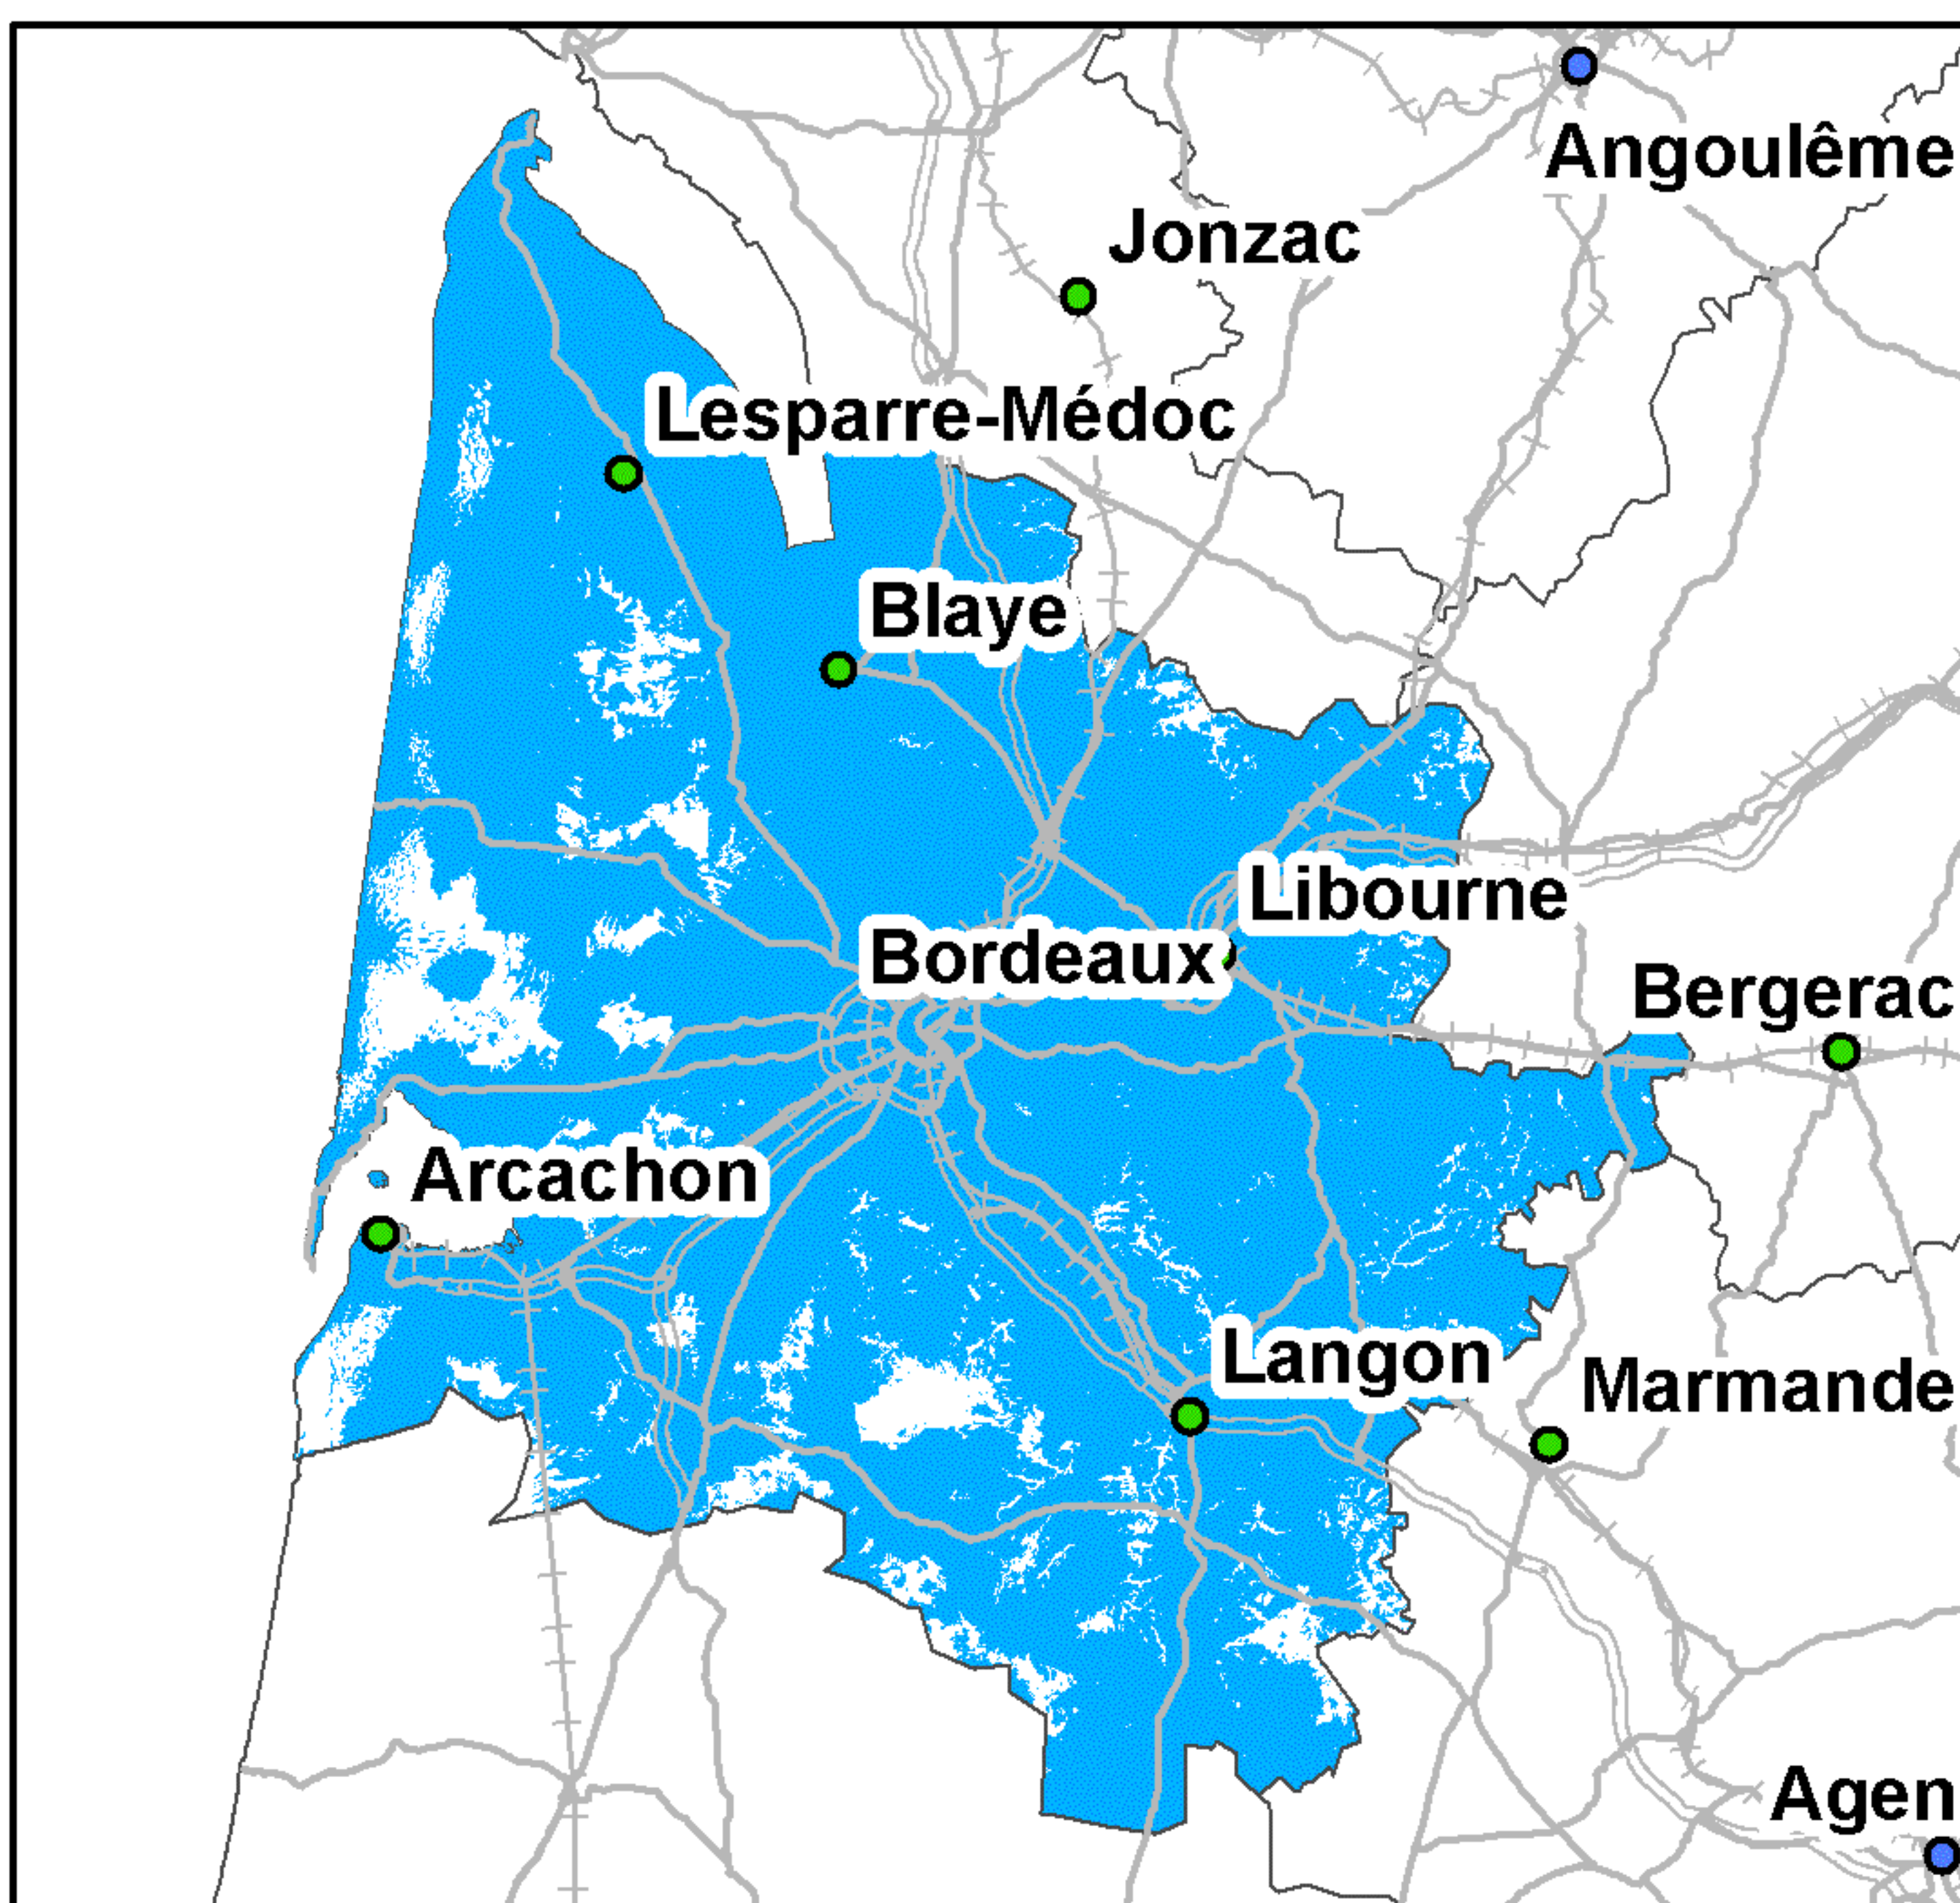 Angoulême
Jonzac
Lesparre-Médoc
Blaye
Libourne
Bordeaux
Bergerac
Arcachon
Langon
Marmande
Agen